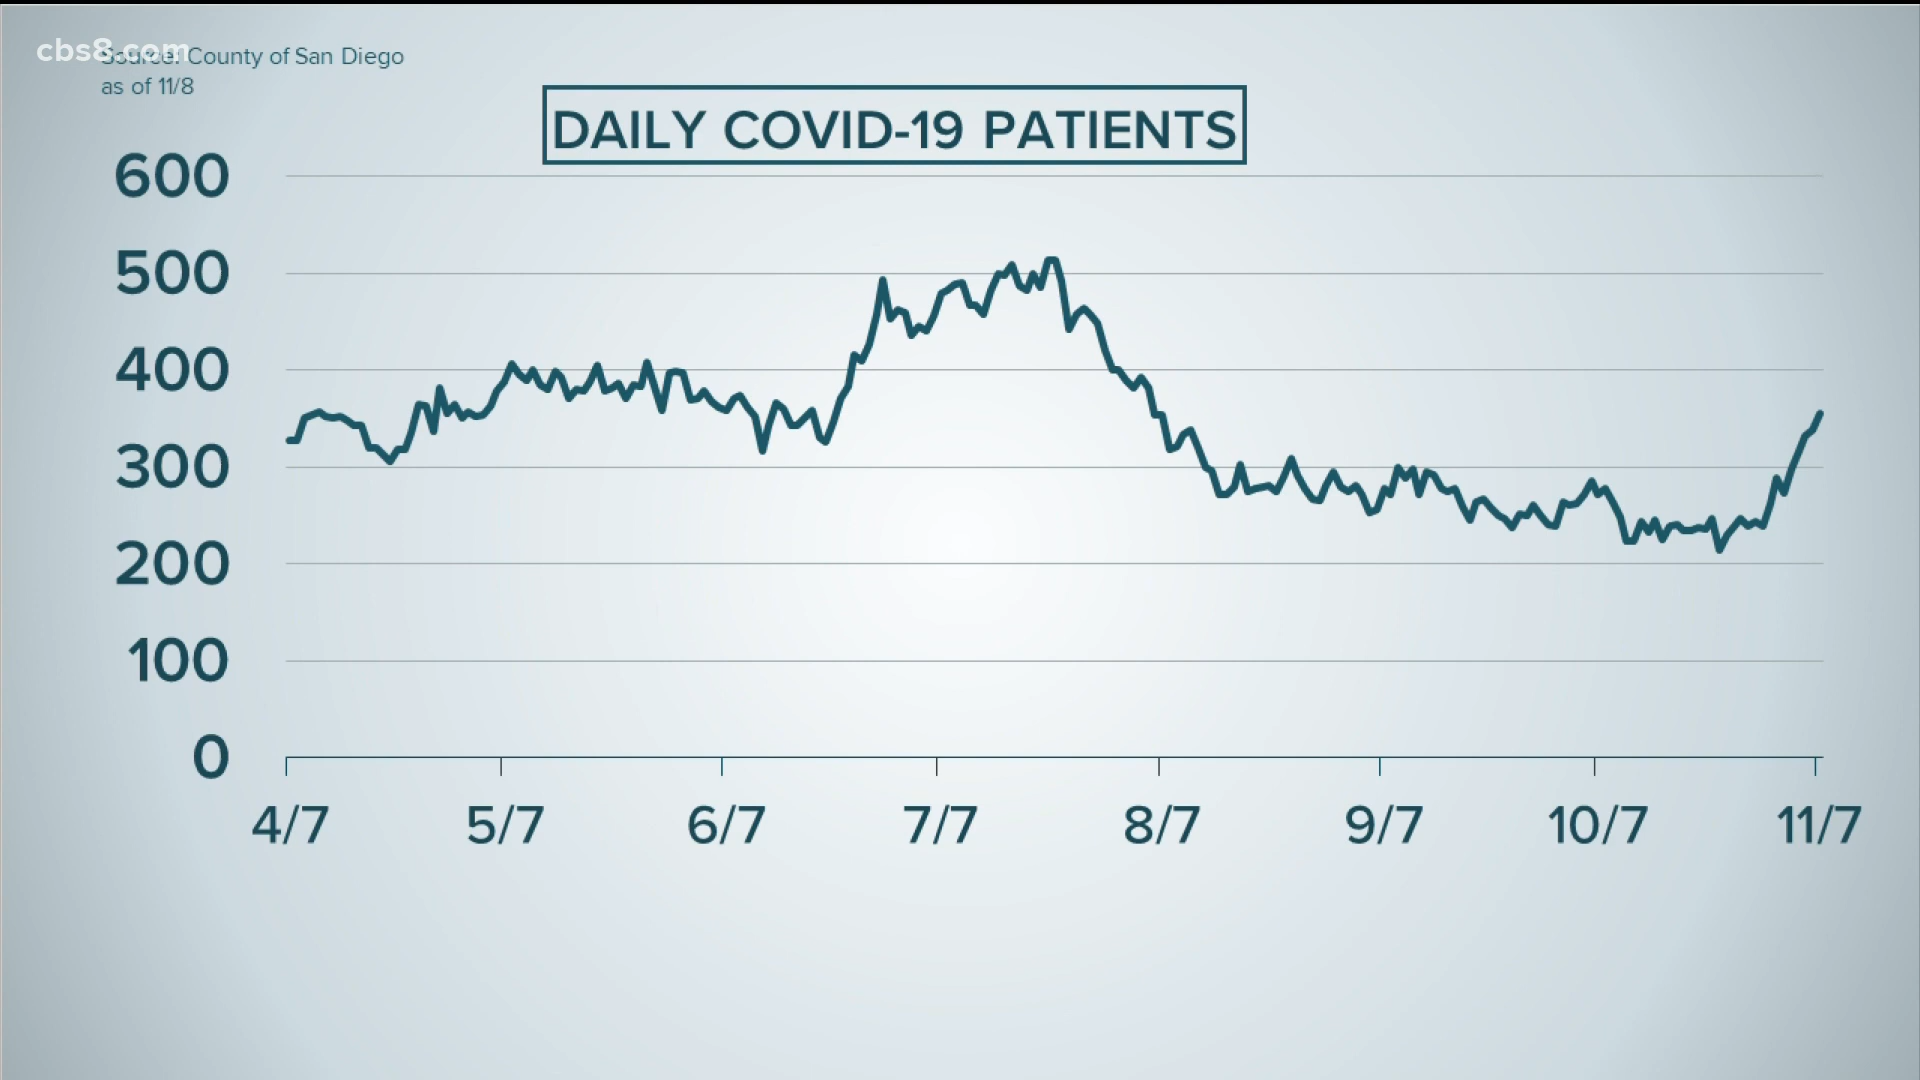 cbs8.com
Source: County of San Diego
as of 11/8
DAILY COVID-19 PATIENTS
600
500
400
300
200
100
0
4/7 5/7 6/7 7/7 8/7 9/7 10/7 11/7